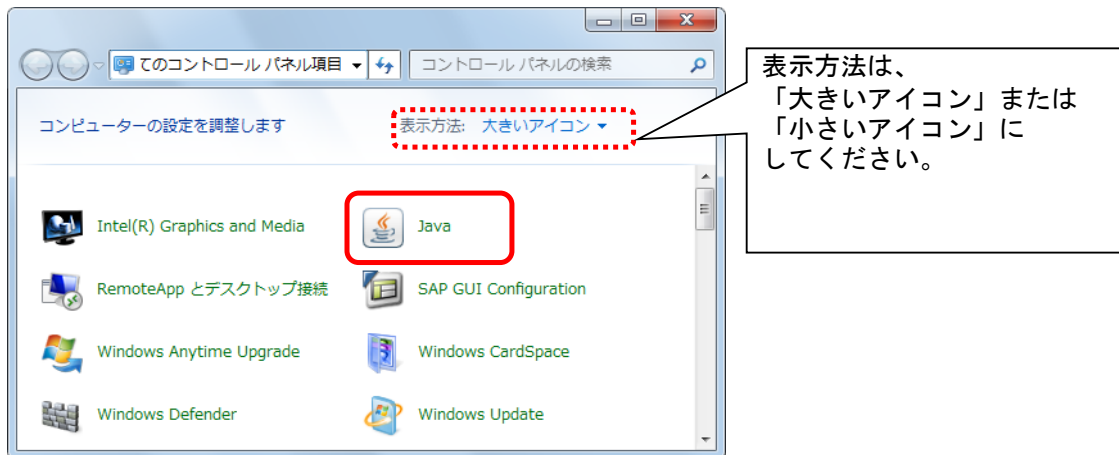 てのコントロール パネル項目
コントロール パネルの検索
コンピューターの設定を調整します
表示方法: 大きいアイコン
Intel(R) Graphics and Media
Java
RemoteApp とデスクトップ接続
SAP GUI Configuration
Windows Anytime Upgrade
Windows CardSpace
Windows Defender
Windows Update
表示方法は、
「大きいアイコン」または
「小さいアイコン」に
してください。